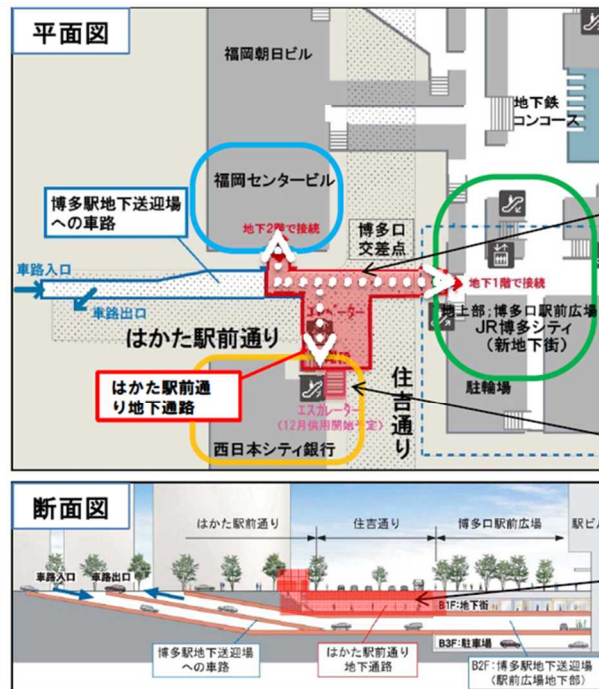 平面図
福岡朝日ビル
地下鉄
コンコース
福岡センタービル
博多駅地下送迎場
への車路
地下2階で接続
博多口
交差点
車路入口
地下1階で接続
車路出口
エレベーター
地上部;博多口駅前広場
JR博多シティ
(新地下街)
はかた駅前通り
はかた駅前通
り地下通路
住吉通り
駐輪場
エスカレーター
(12月供用開始予定)
西日本シティ銀行
断面図
はかた駅前通り
住吉通り
博多口駅前広場
駅ビル
車路入口
車路出口
B1F:地下街
B3F:駐車場
博多駅地下送迎場
への車路
はかた駅前通り
地下通路
B2F:博多駅地下送迎場
(駅前広場地下部)